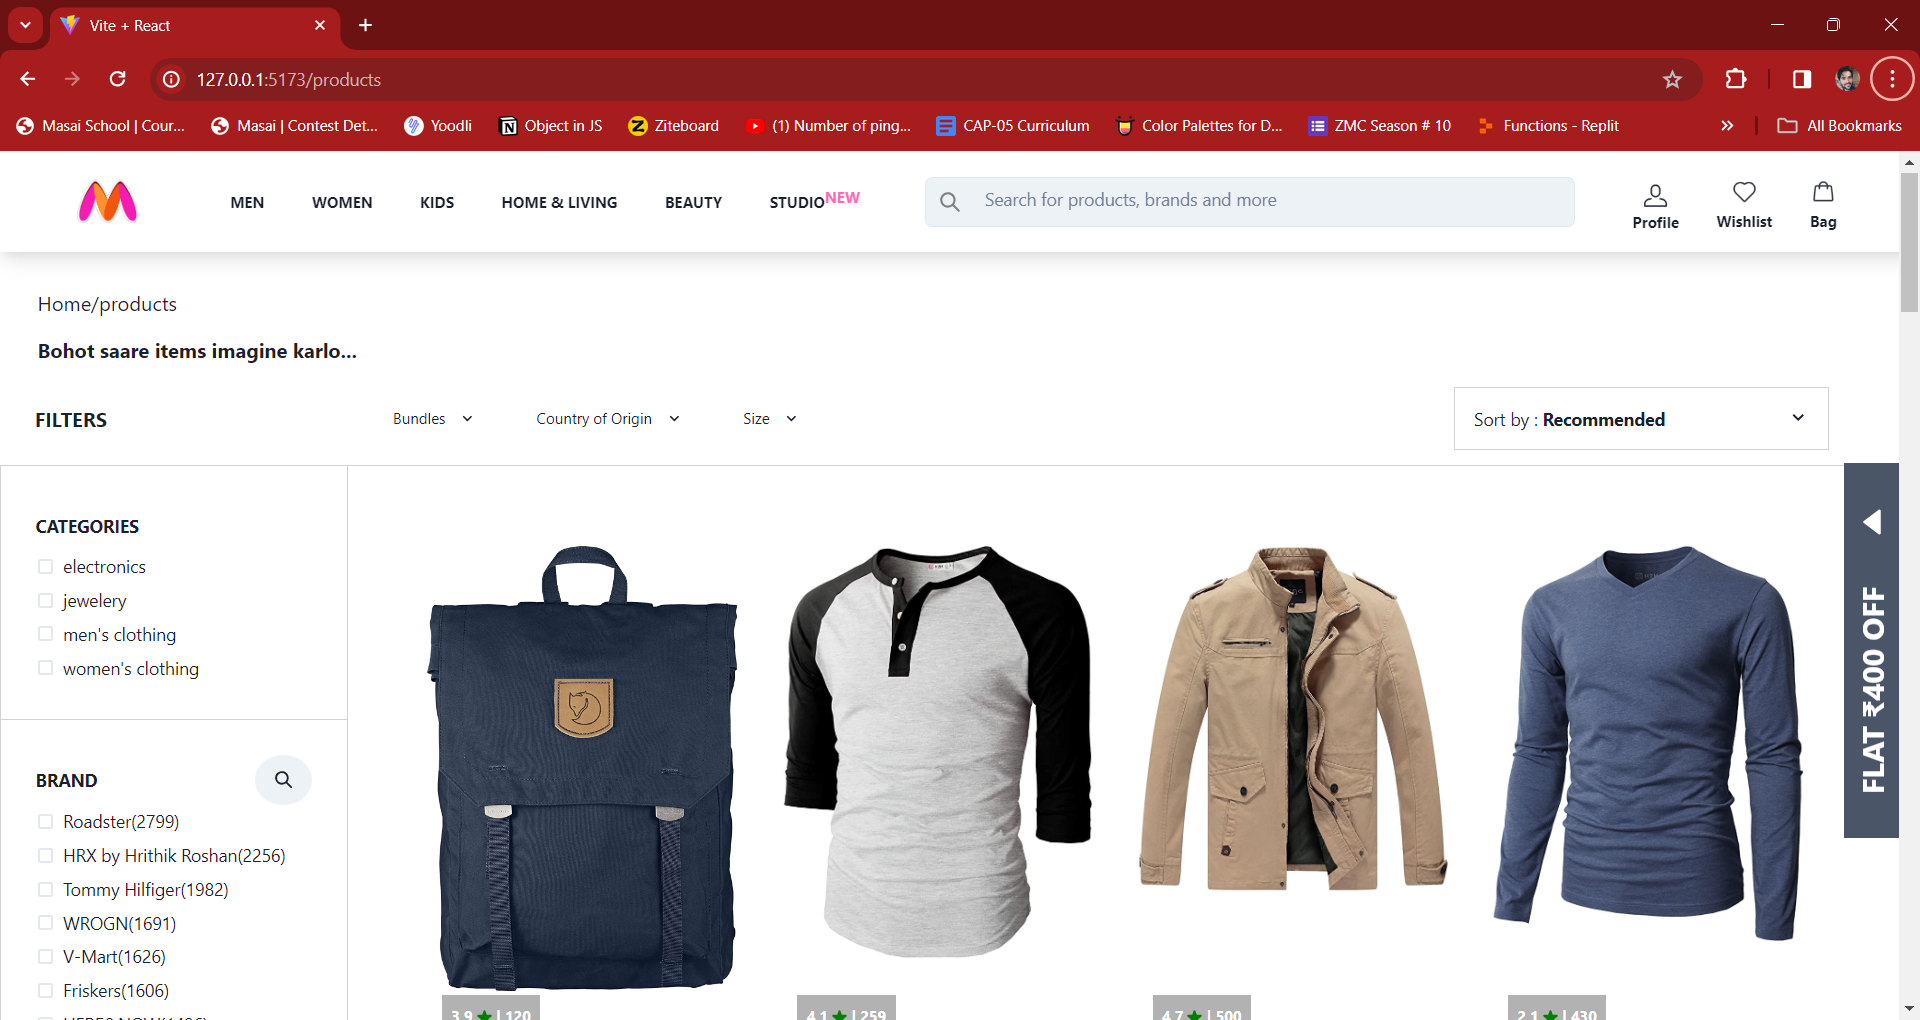 Vite + React
127.0.0.1:5173/products
Masai School | Cour...
Masai | Contest Det...
Yoodli
Object in JS
Ziteboard
(1) Number of ping...
CAP-05 Curriculum
Color Palettes for D...
ZMC Season # 10
Functions - Replit
All Bookmarks
MEN
WOMEN
KIDS
HOME & LIVING
BEAUTY
STUDIO NEW
Search for products, brands and more
Profile
Wishlist
Bag
Home/products
Bohot saare items imagine karlo...
FILTERS
Bundles
Country of Origin
Size
Sort by : Recommended
CATEGORIES
electronics
jewelery
men's clothing
women's clothing
BRAND
Roadster(2799)
HRX by Hrithik Roshan(2256)
Tommy Hilfiger(1982)
WROGN(1691)
V-Mart(1626)
Friskers(1606)
FLAT ₹400 OFF
3.9 ★ | 120
4.1 ★ | 259
4.7 ★ | 500
2.1 ★ | 430